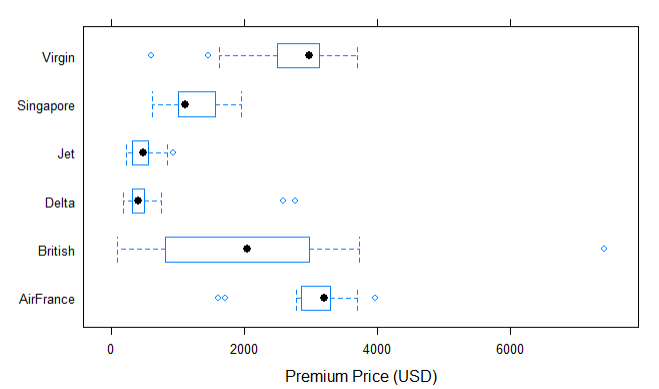 Virgin
Singapore
Jet
Delta
British
AirFrance
0 2000 4000 6000
Premium Price (USD)